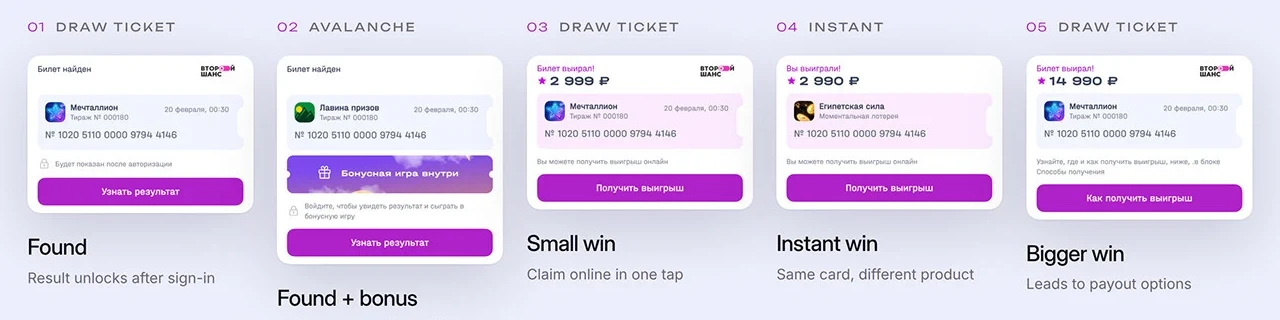 01 DRAW TICKET
Билет найден
ВТОРОЙ
ШАНС
Мечталлион
20 февраля, 00:30
Тираж № 000180
№ 1020 5110 0000 9794 4146
Будет показан после авторизации
Узнать результат
Found
Result unlocks after sign-in
02 AVALANCHE
Билет найден
Лавина призов
20 февраля, 00:30
Тираж № 000180
№ 1020 5110 0000 9794 4146
Бонусная игра внутри
Войдите, чтобы увидеть результат и сыграть в
бонусную игру
Узнать результат
Found + bonus
03 DRAW TICKET
Билет выирал!
2 999 ₽
ВТОРОЙ
ШАНС
Мечталлион
20 февраля, 00:30
Тираж № 000180
№ 1020 5110 0000 9794 4146
Вы можете получить выигрыш онлайн
Получить выигрыш
Small win
Claim online in one tap
04 INSTANT
Вы выиграли!
2 990 ₽
Египетская сила
Моментальная лотерея
№ 1020 5110 0000 9794 4146
Вы можете получить выигрыш онлайн
Получить выигрыш
Instant win
Same card, different product
05 DRAW TICKET
Билет выирал!
14 990 ₽
ВТОРОЙ
ШАНС
Мечталлион
20 февраля, 00:30
Тираж № 000180
№ 1020 5110 0000 9794 4146
Узнайте, где и как получить выигрыш, ниже, .в блоке
Способы получения
Как получить выигрыш
Bigger win
Leads to payout options